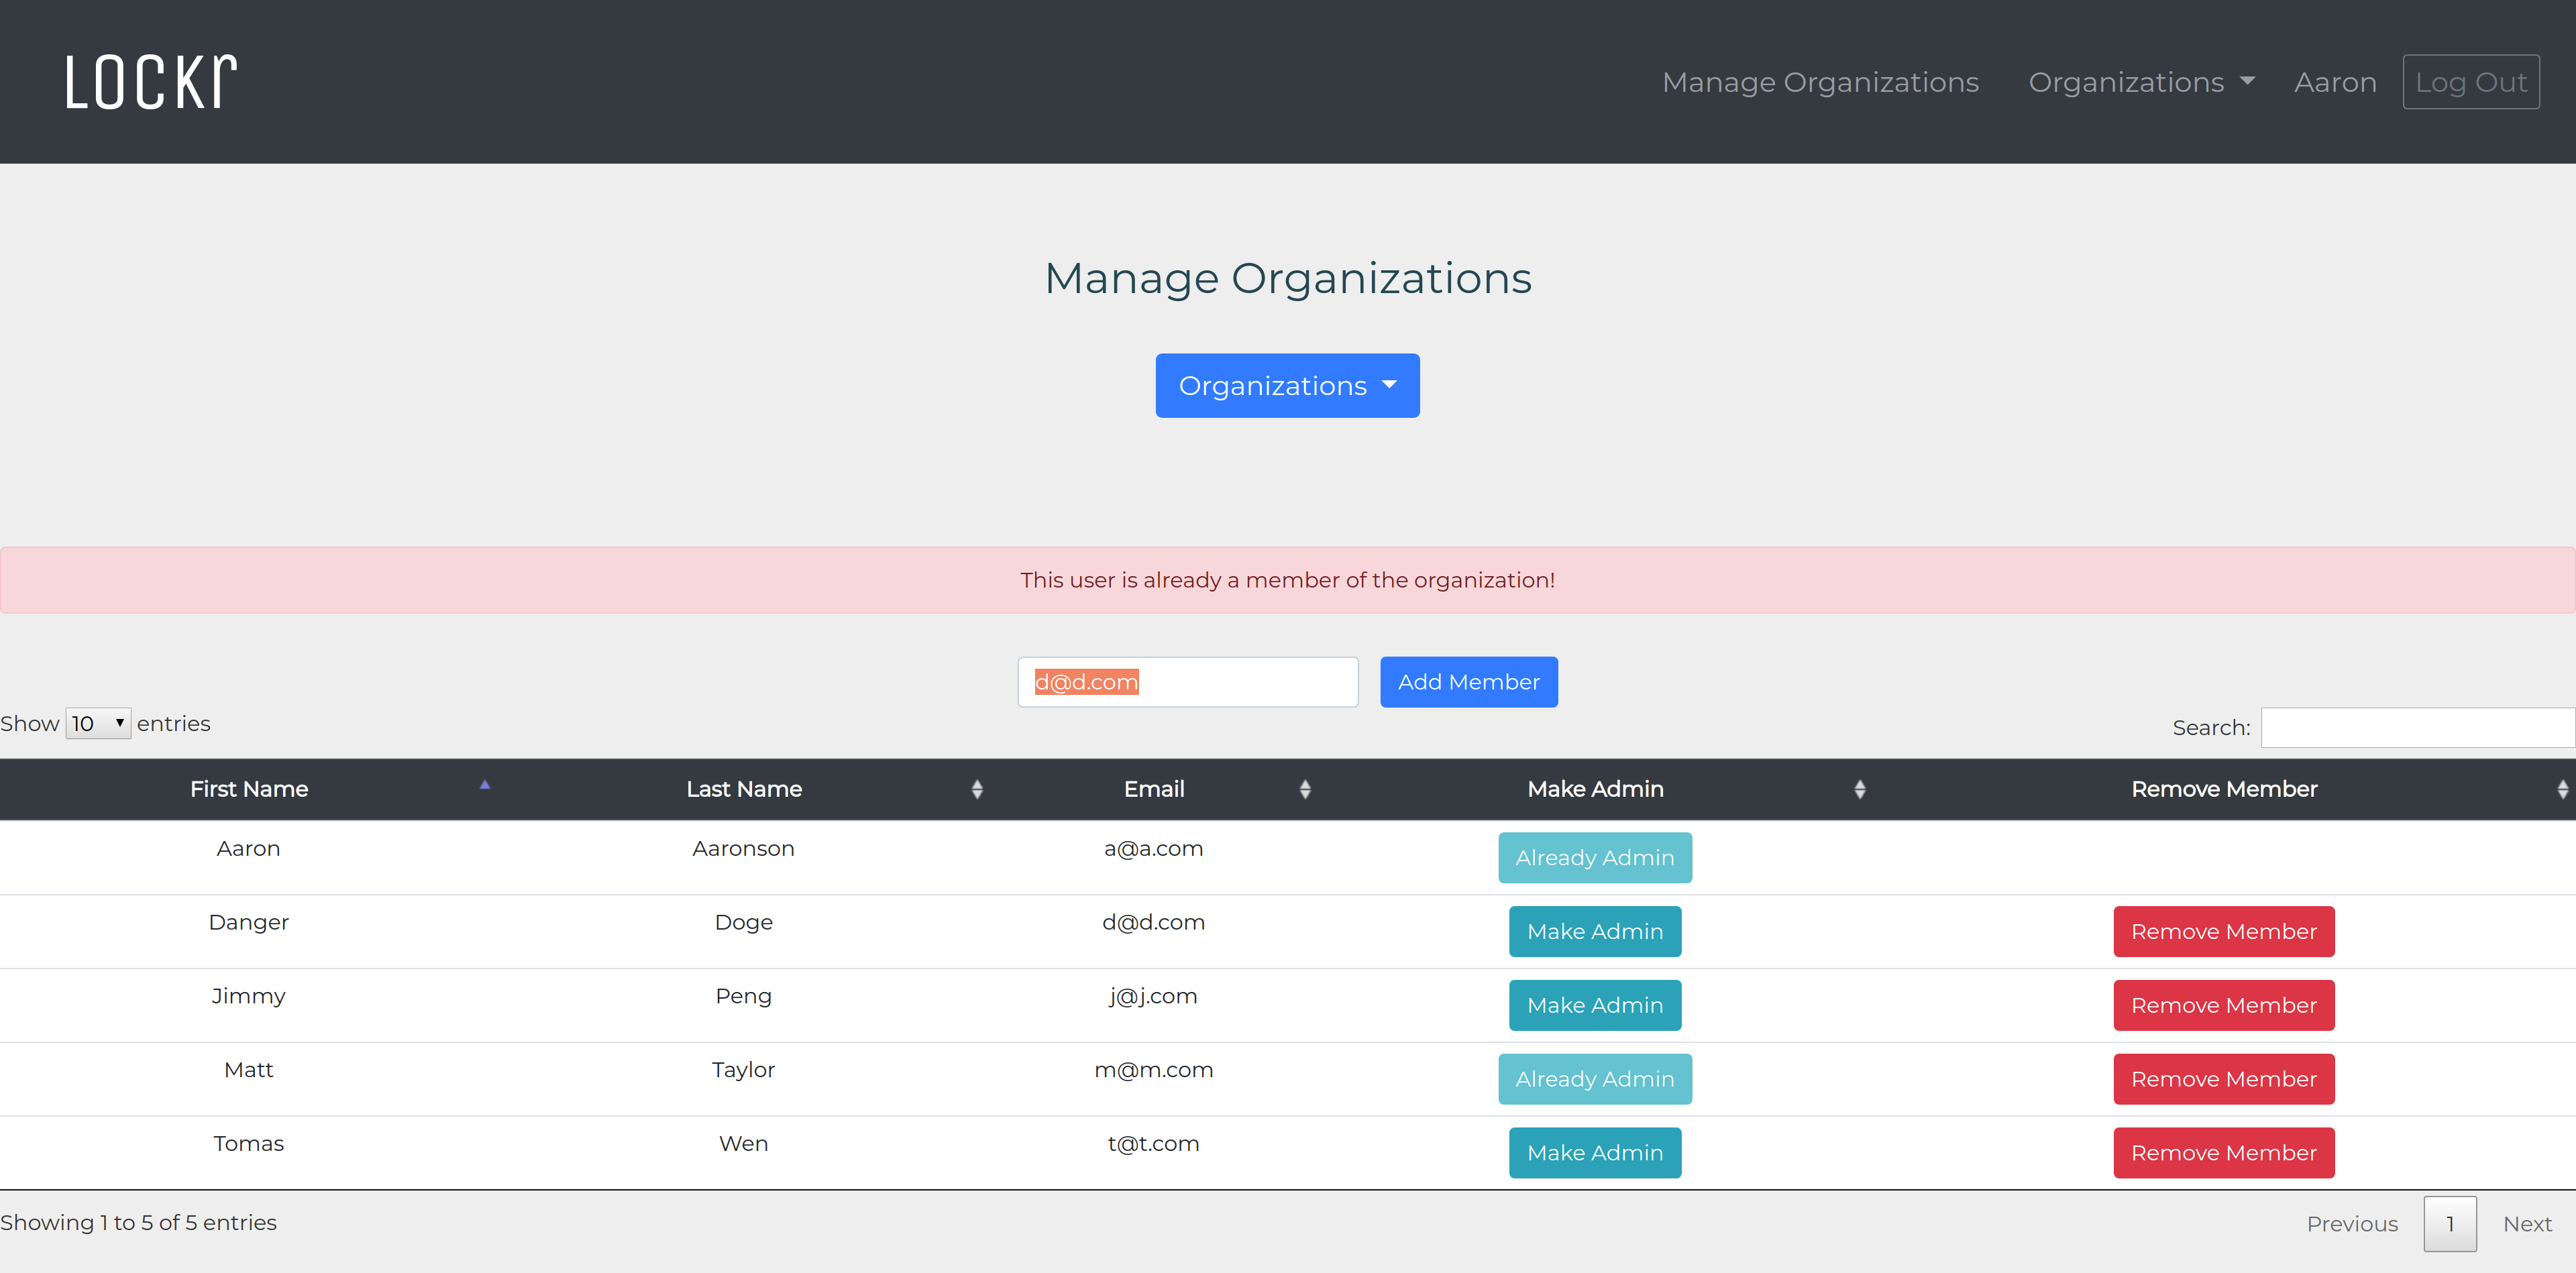 LOCKr
Manage Organizations Organizations Aaron Log Out
Manage Organizations
Organizations
This user is already a member of the organization!
d@d.com Add Member
Show 10 entries
Search:
First Name Last Name Email Make Admin Remove Member
Aaron Aaronson a@a.com Already Admin
Danger Doge d@d.com Make Admin Remove Member
Jimmy Peng j@j.com Make Admin Remove Member
Matt Taylor m@m.com Already Admin Remove Member
Tomas Wen t@t.com Make Admin Remove Member
Showing 1 to 5 of 5 entries
Previous 1 Next